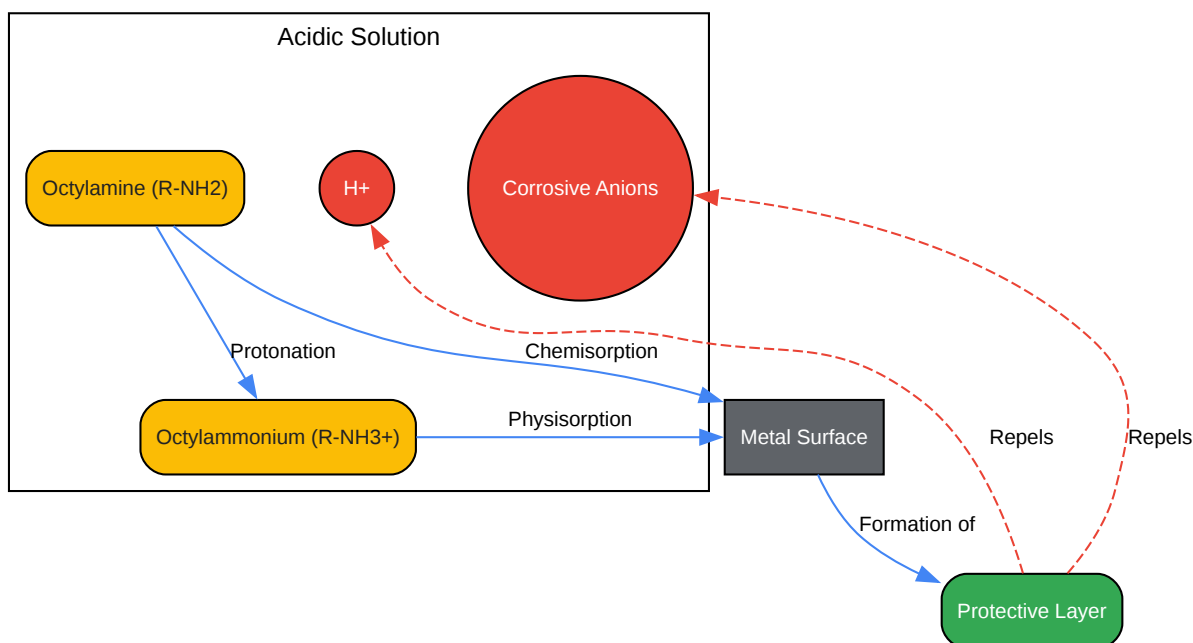 Acidic Solution
Octylamine (R-NH2)
H+
Corrosive Anions
Protonation
Chemisorption
Octylammonium (R-NH3+)
Physisorption
Metal Surface
Repels
Repels
Formation of
Protective Layer